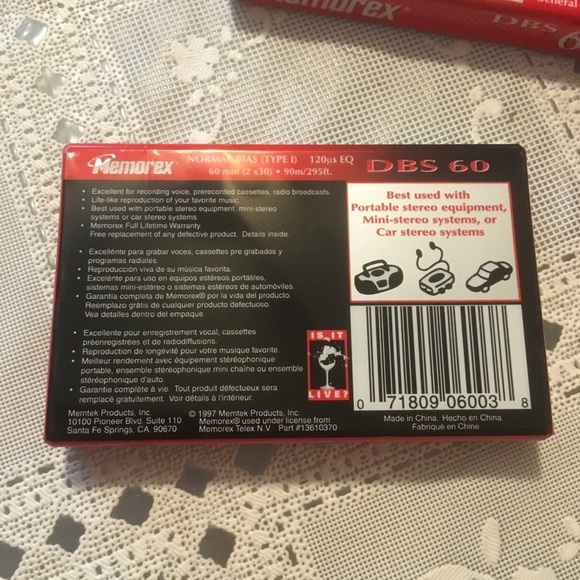 Memorex
DBS 6
General
Memorex
NORMAL BIAS (TYPE I) 120µs EQ
60 min (2 x30) • 90m/295ft.
DBS 60
• Excellent for recording voice, prerecorded cassettes, radio broadcasts.
• Life-like reproduction of your favorite music.
• Best used with portable stereo equipment, mini-stereo
systems or car stereo systems.
• Memorex Full Lifetime Warranty.
Free replacement of any defective product. Details inside.
• Excelénte para grabar voces, cassettes pre grabados y
programas radiales.
• Reproducción viva de su música favorita.
• Excelénte para uso en equipos estéreos portátiles,
sistemas mini-estéreo o sistemas estéreos de automóviles.
• Garantia completa de Memorex® por la vida del producto.
Reemplazo grátis de cualquier producto defectuoso.
Vea detalles dentro del empaque
• Excellente pour enregistrement vocal, cassettes
préenregistrées et de radiodiffusions.
• Reproduction de longévité pour votre musique favorite.
• Meilleur rendement avec équipement stéréophonique
portable, ensemble stéréophonique mini chaîne ou ensemble
stéréophonique d'auto.
• Garantie complète à vie. Tout produit défectueux sera
remplacé gratuitement. Voir détails à l'intérieur.
Memtek Products, Inc.
10100 Pioneer Blvd. Suite 110
Santa Fe Springs, CA. 90670
© 1997 Memtek Products, Inc.
Memorex® used under license from
Memorex Telex N.V. Part #13610370
Best used with
Portable stereo equipment,
Mini-stereo systems, or
Car stereo systems
IS IT
LIVE?
0 71809 06003 8
Made in China. Hecho en China.
Fabriqué en Chine.